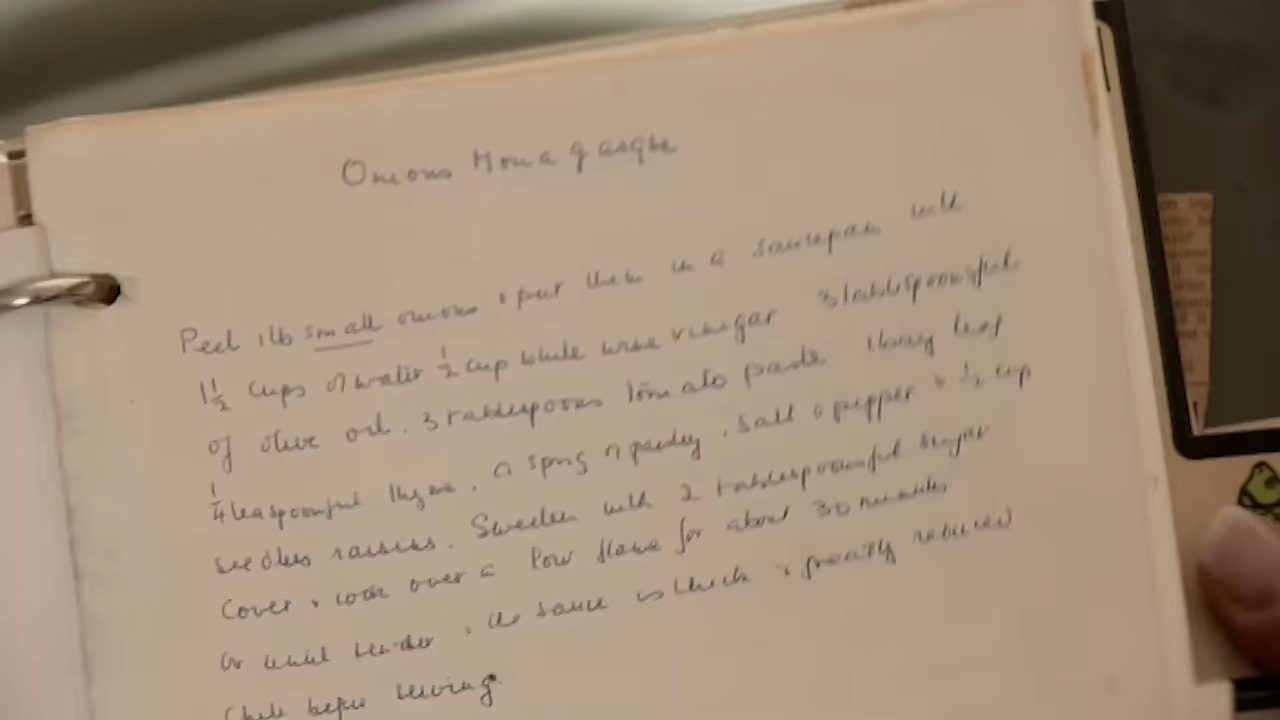 Onions Monagasque
Peel 1lb small onions & put them in a saucepan with
1½ cups of water ½ cup white wine vinegar 3 tablespoonsful
of olive oil. 3 tablespoons tomato paste 1 bay leaf
¼ teaspoonful thyme. a sprig of parsley. Salt & pepper & ½ cup
seedless raisins. Sweeten with 2 tablespoonsful sugar
Cover & cook over a low flame for about 30 minutes
or until tender & the sauce is thick & greatly reduced
Chill before serving.